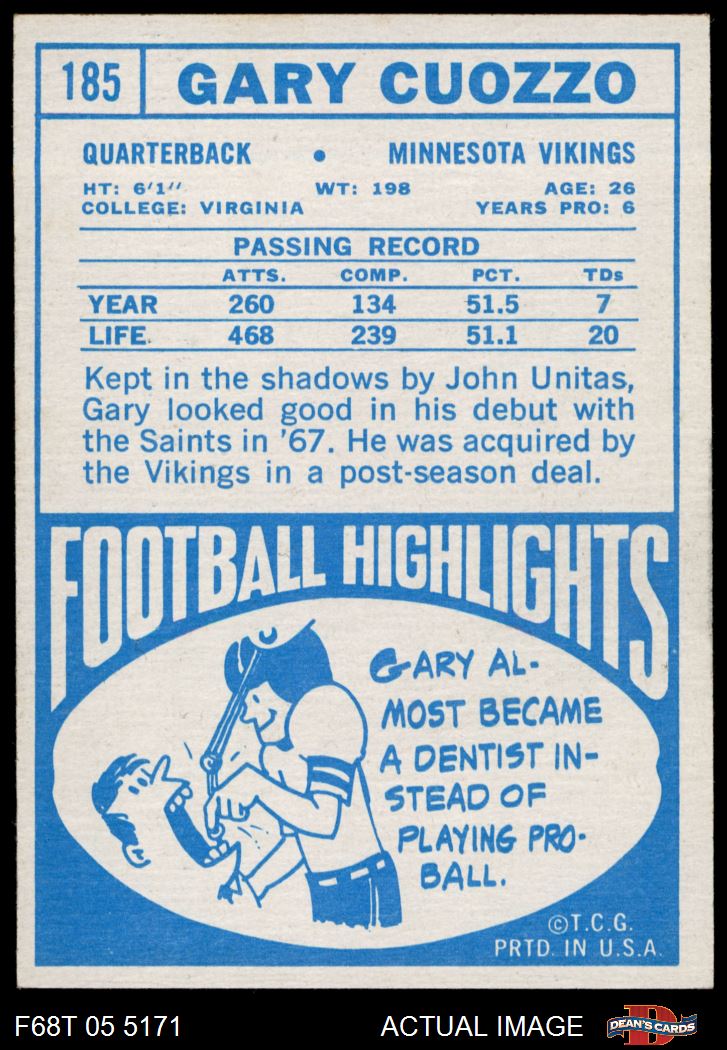 185 GARY CUOZZO
QUARTERBACK • MINNESOTA VIKINGS
HT: 6'1" WT: 198 AGE: 26
COLLEGE: VIRGINIA YEARS PRO: 6
PASSING RECORD
ATTS. COMP. PCT. TDs
YEAR 260 134 51.5 7
LIFE 468 239 51.1 20
Kept in the shadows by John Unitas,
Gary looked good in his debut with
the Saints in '67. He was acquired by
the Vikings in a post-season deal.
FOOTBALL HIGHLIGHTS
GARY AL-
MOST BECAME
A DENTIST IN-
STEAD OF
PLAYING PRO-
BALL.
©T.C.G.
PRTD. IN U.S.A.
F68T 05 5171 ACTUAL IMAGE D DEAN'S CARDS